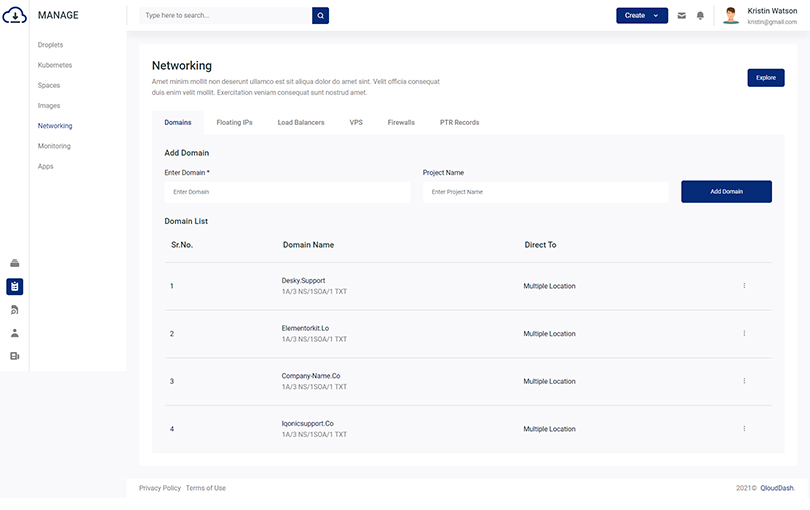 MANAGE
Type here to search...
Create
Kristin Watson
kristin@gmail.com
Droplets
Kubernetes
Spaces
Images
Networking
Monitoring
Apps
Networking
Amet minim mollit non deserunt ullamco est sit aliqua dolor do amet sint. Velit officia consequat
duis enim velit mollit. Exercitation veniam consequat sunt nostrud amet.
Explore
Domains Floating IPs Load Balancers VPS Firewalls PTR Records
Add Domain
Enter Domain * Project Name
Enter Domain Enter Project Name Add Domain
Domain List
Sr.No. Domain Name Direct To
1 Desky.Support Multiple Location
1A/3 NS/1SOA/1 TXT
2 Elementorkit.Lo Multiple Location
1A/3 NS/1SOA/1 TXT
3 Company-Name.Co Multiple Location
1A/3 NS/1SOA/1 TXT
4 Iqonicsupport.Co Multiple Location
1A/3 NS/1SOA/1 TXT
Privacy Policy Terms of Use 2021© QloudDash.